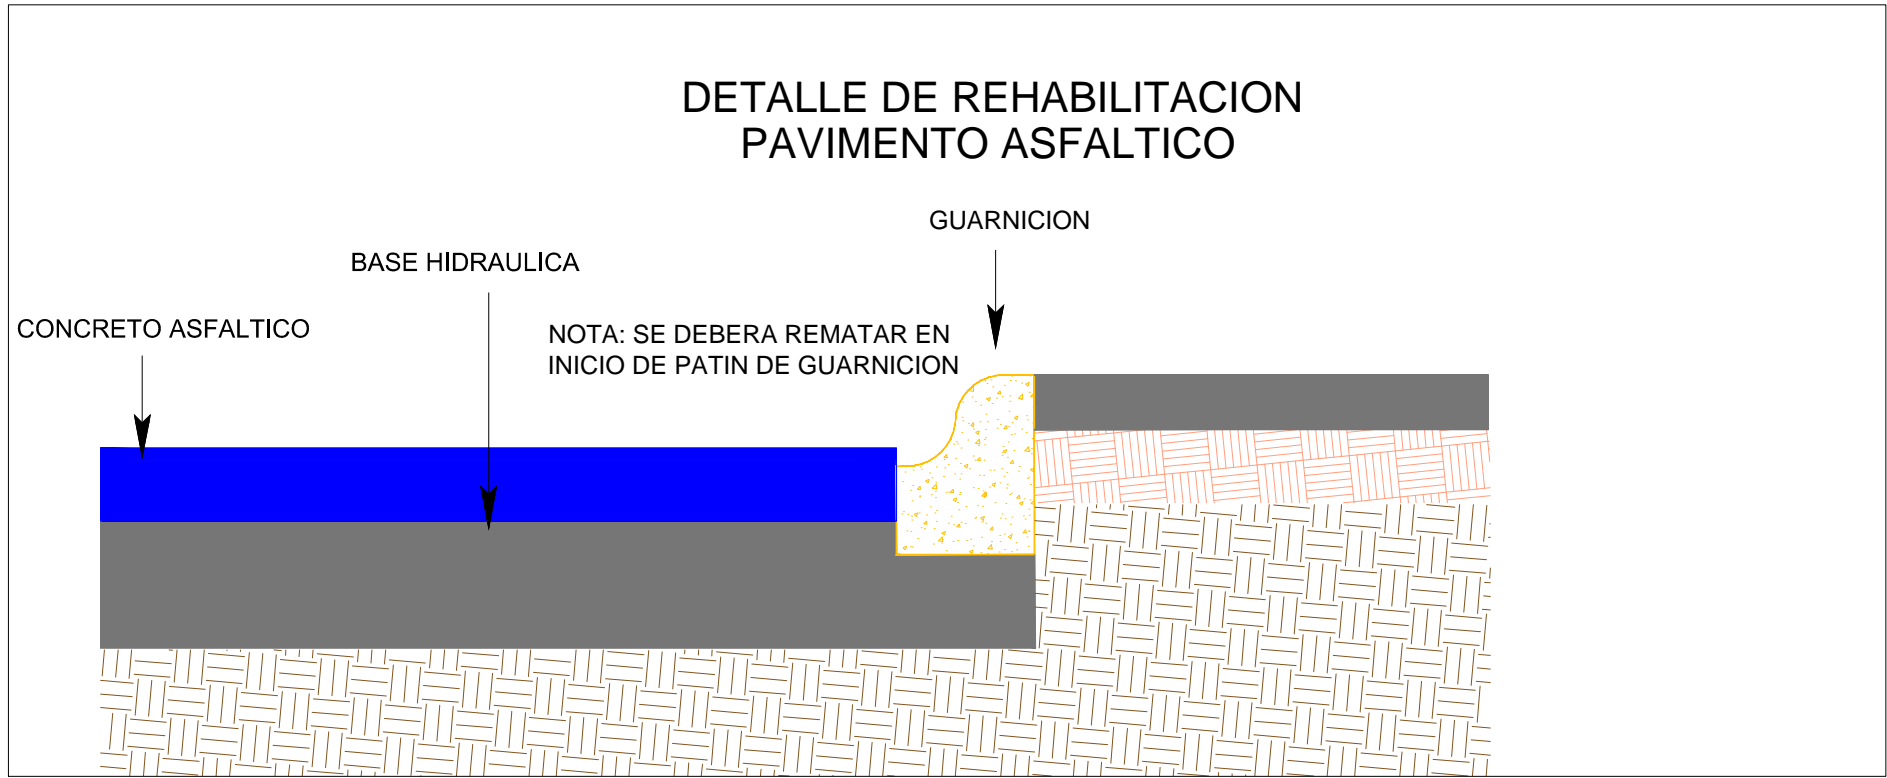 DETALLE DE REHABILITACION
PAVIMENTO ASFALTICO
GUARNICION
BASE HIDRAULICA
CONCRETO ASFALTICO
NOTA: SE DEBERA REMATAR EN
INICIO DE PATIN DE GUARNICION